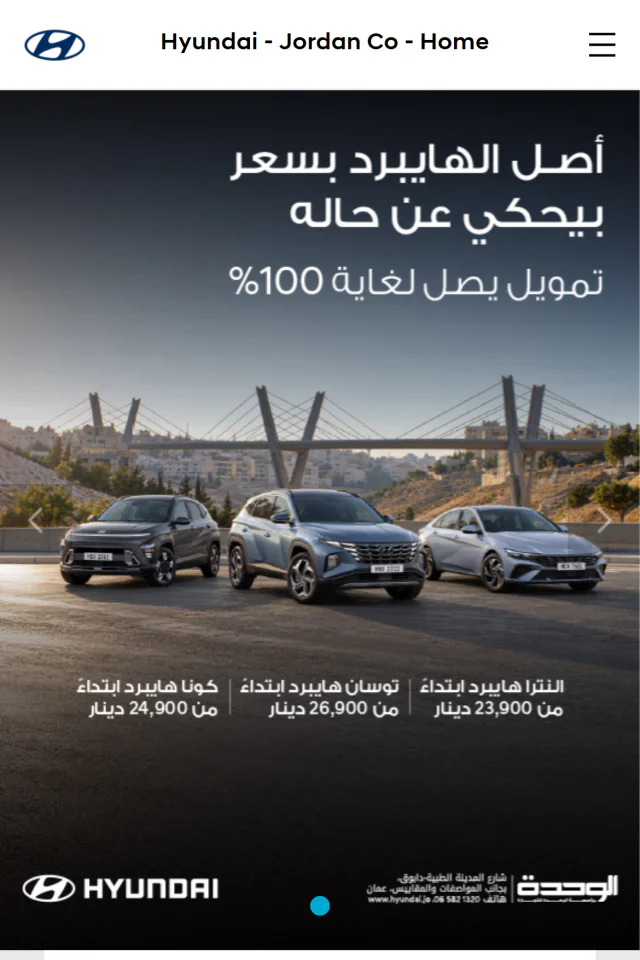 Hyundai - Jordan Co - Home
أصل الهايبرد بسعر
بيحكي عن حاله
تمويل يصل لغاية 100%
النترا هايبرد ابتداءً
من 23,900 دينار
توسان هايبرد ابتداءً
من 26,900 دينار
كونا هايبرد ابتداءً
من 24,900 دينار
HYUNDAI
الوحدة
شارع المدينة الطبية-دابوق،
بجانب المواصفات والمقاييس، عمان
هاتف 1320 582 06، www.hyundai.jo